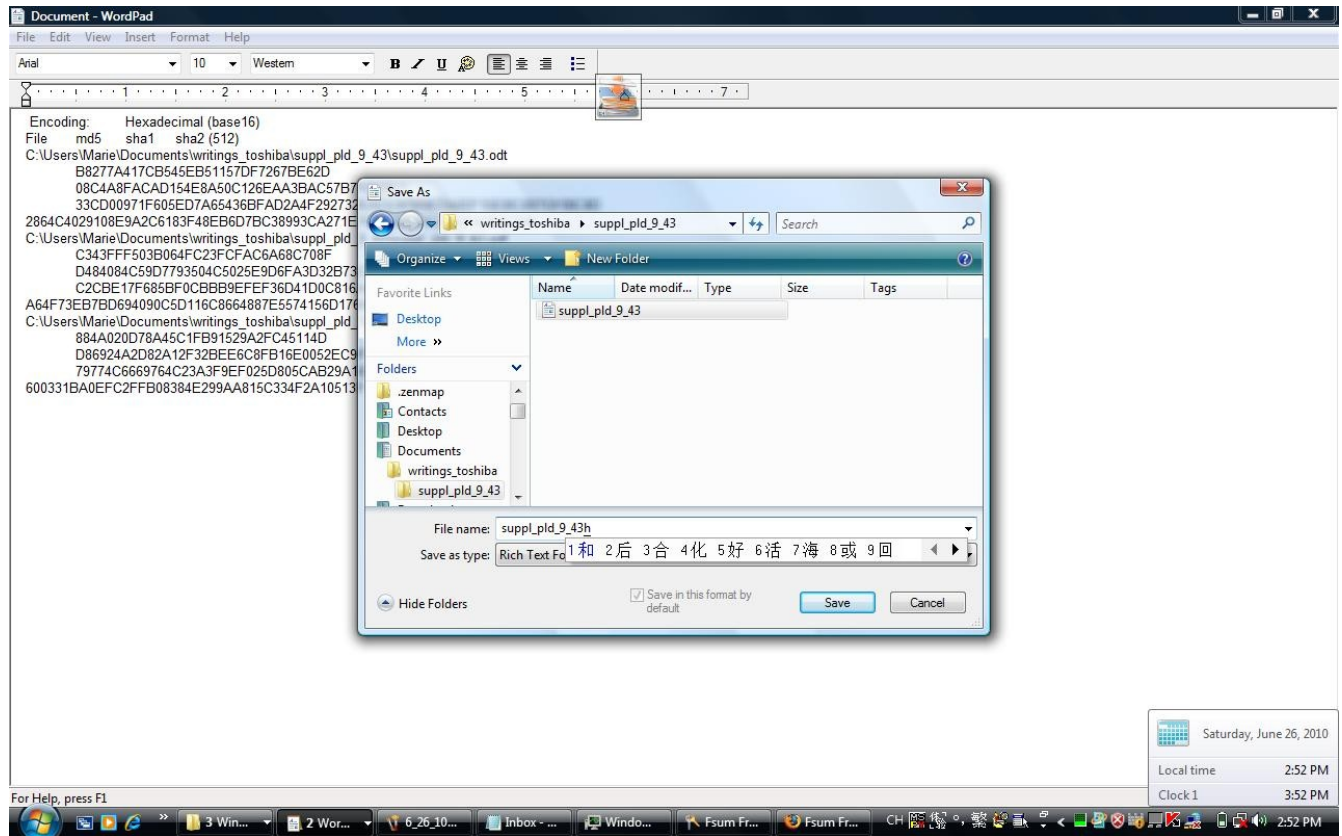 Document - WordPad
File Edit View Insert Format Help
Arial 10 Western B U
1 2 3 4 5 7
Encoding: Hexadecimal (base16)
File md5 sha1 sha2 (512)
C:\Users\Marie\Documents\writings_toshiba\suppl_pld_9_43\suppl_pld_9_43.odt
B8277A417CB545EB51157DF7267BE62D
08C4A8FACAD154E8A50C126EAA3BAC57B7
33CD00971F605ED7A65436BFAD2A4F292732
2864C4029108E9A2C6183F48EB6D7BC38993CA271E
C:\Users\Marie\Documents\writings_toshiba\suppl_pld_
C343FFF503B064FC23FCFAC6A68C708F
D484084C59D7793504C5025E9D6FA3D32B73
C2CBE17F685BF0CBBB9EFEF36D41D0C816
A64F73EB7BD694090C5D116C8664887E5574156D176
C:\Users\Marie\Documents\writings_toshiba\suppl_pld_
884A020D78A45C1FB91529A2FC45114D
D86924A2D82A12F32BEE6C8FB16E0052EC9
79774C6669764C23A3F9EF025D805CAB29A1
600331BA0EFC2FFB08384E299AA815C334F2A10513
Save As
« writings_toshiba suppl_pld_9_43 Search
Organize Views New Folder
Favorite Links
Desktop
More »
Folders
.zenmap
Contacts
Desktop
Documents
writings_toshiba
suppl_pld_9_43
Name Date modif... Type Size Tags
suppl_pld_9_43
File name: suppl_pld_9_43h
Save as type: Rich Text Fo
1和 2后 3合 4化 5好 6活 7海 8或 9回
Hide Folders
Save in this format by default
Save Cancel
Saturday, June 26, 2010
Local time 2:52 PM
Clock 1 3:52 PM
For Help, press F1
3 Win... 2 Wor... 6_26_10... Inbox - ... Windo... Fsum Fr... Fsum Fr... CH 2:52 PM